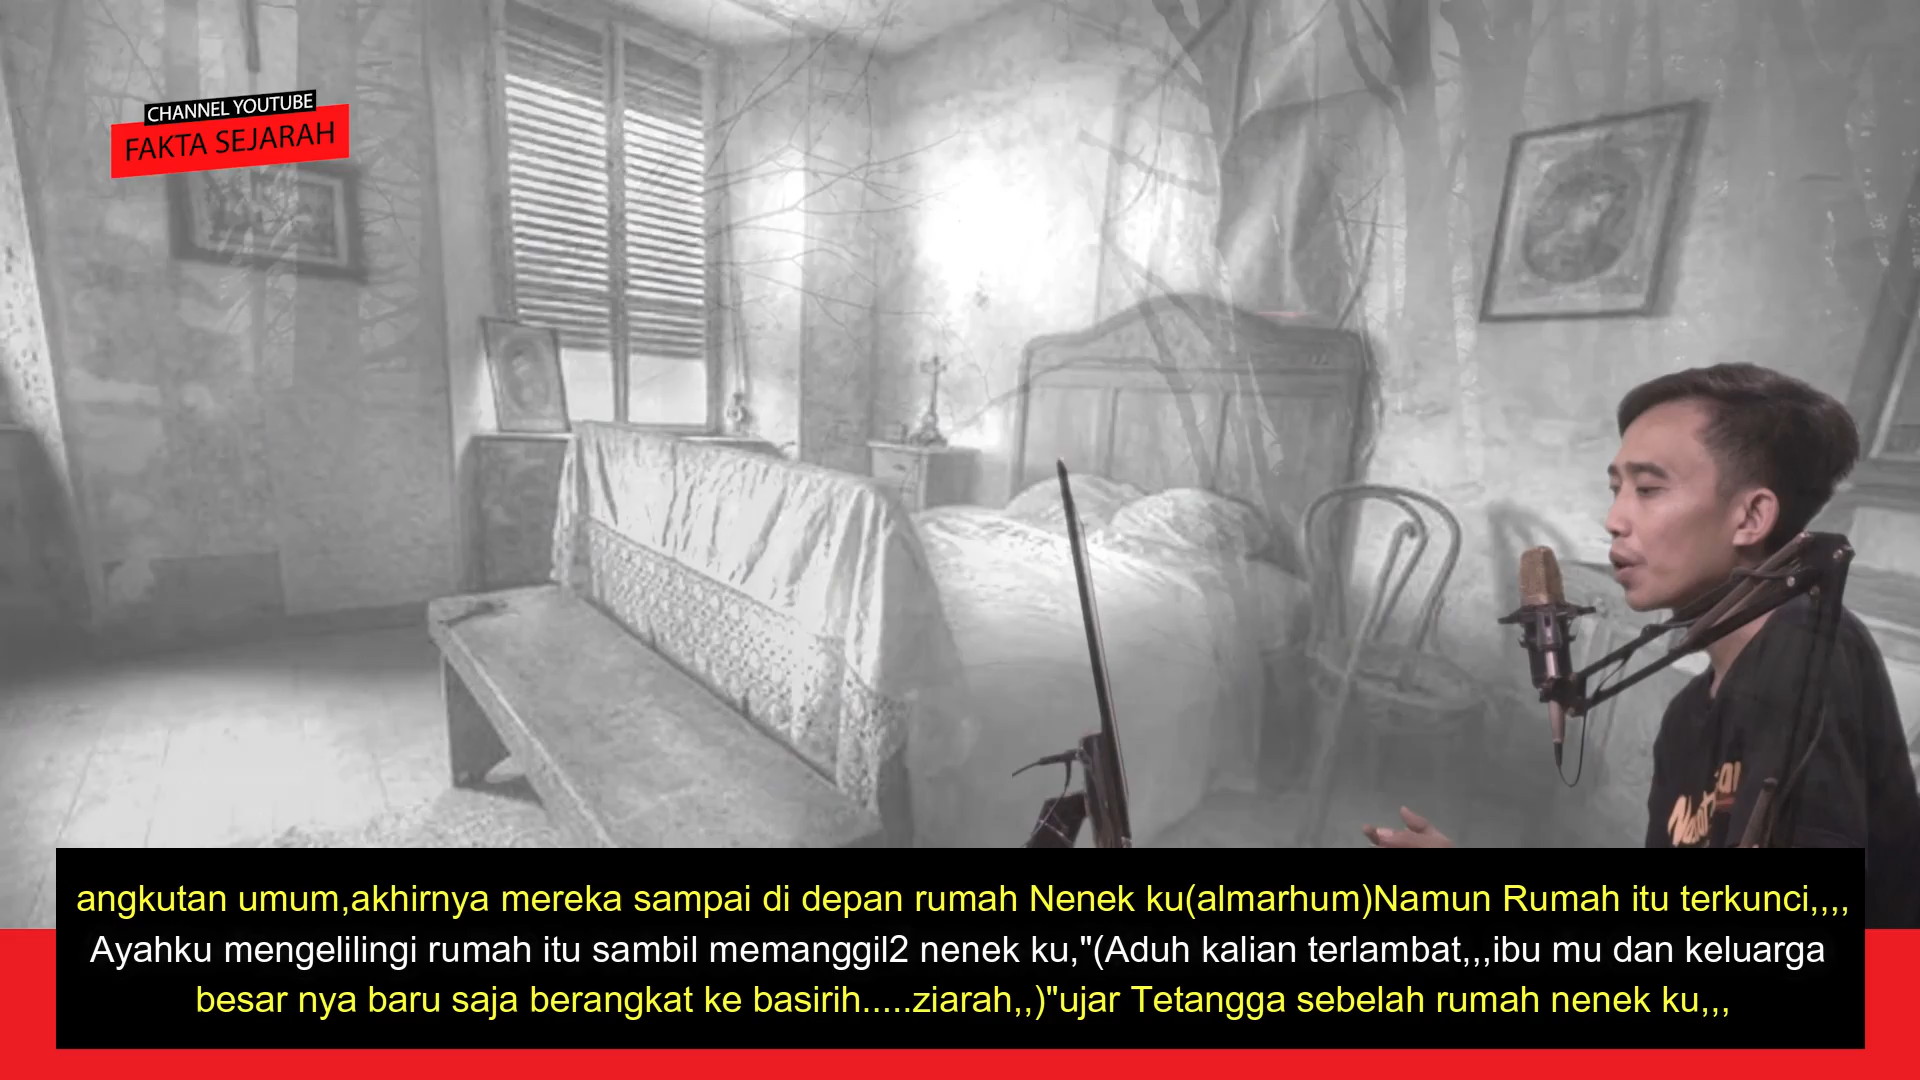 CHANNEL YOUTUBE
FAKTA SEJARAH
angkutan umum,akhirnya mereka sampai di depan rumah Nenek ku(almarhum)Namun Rumah itu terkunci,,,,
Ayahku mengelilingi rumah itu sambil memanggil2 nenek ku,"(Aduh kalian terlambat,,,ibu mu dan keluarga
besar nya baru saja berangkat ke basirih.....ziarah,,)"ujar Tetangga sebelah rumah nenek ku,,,